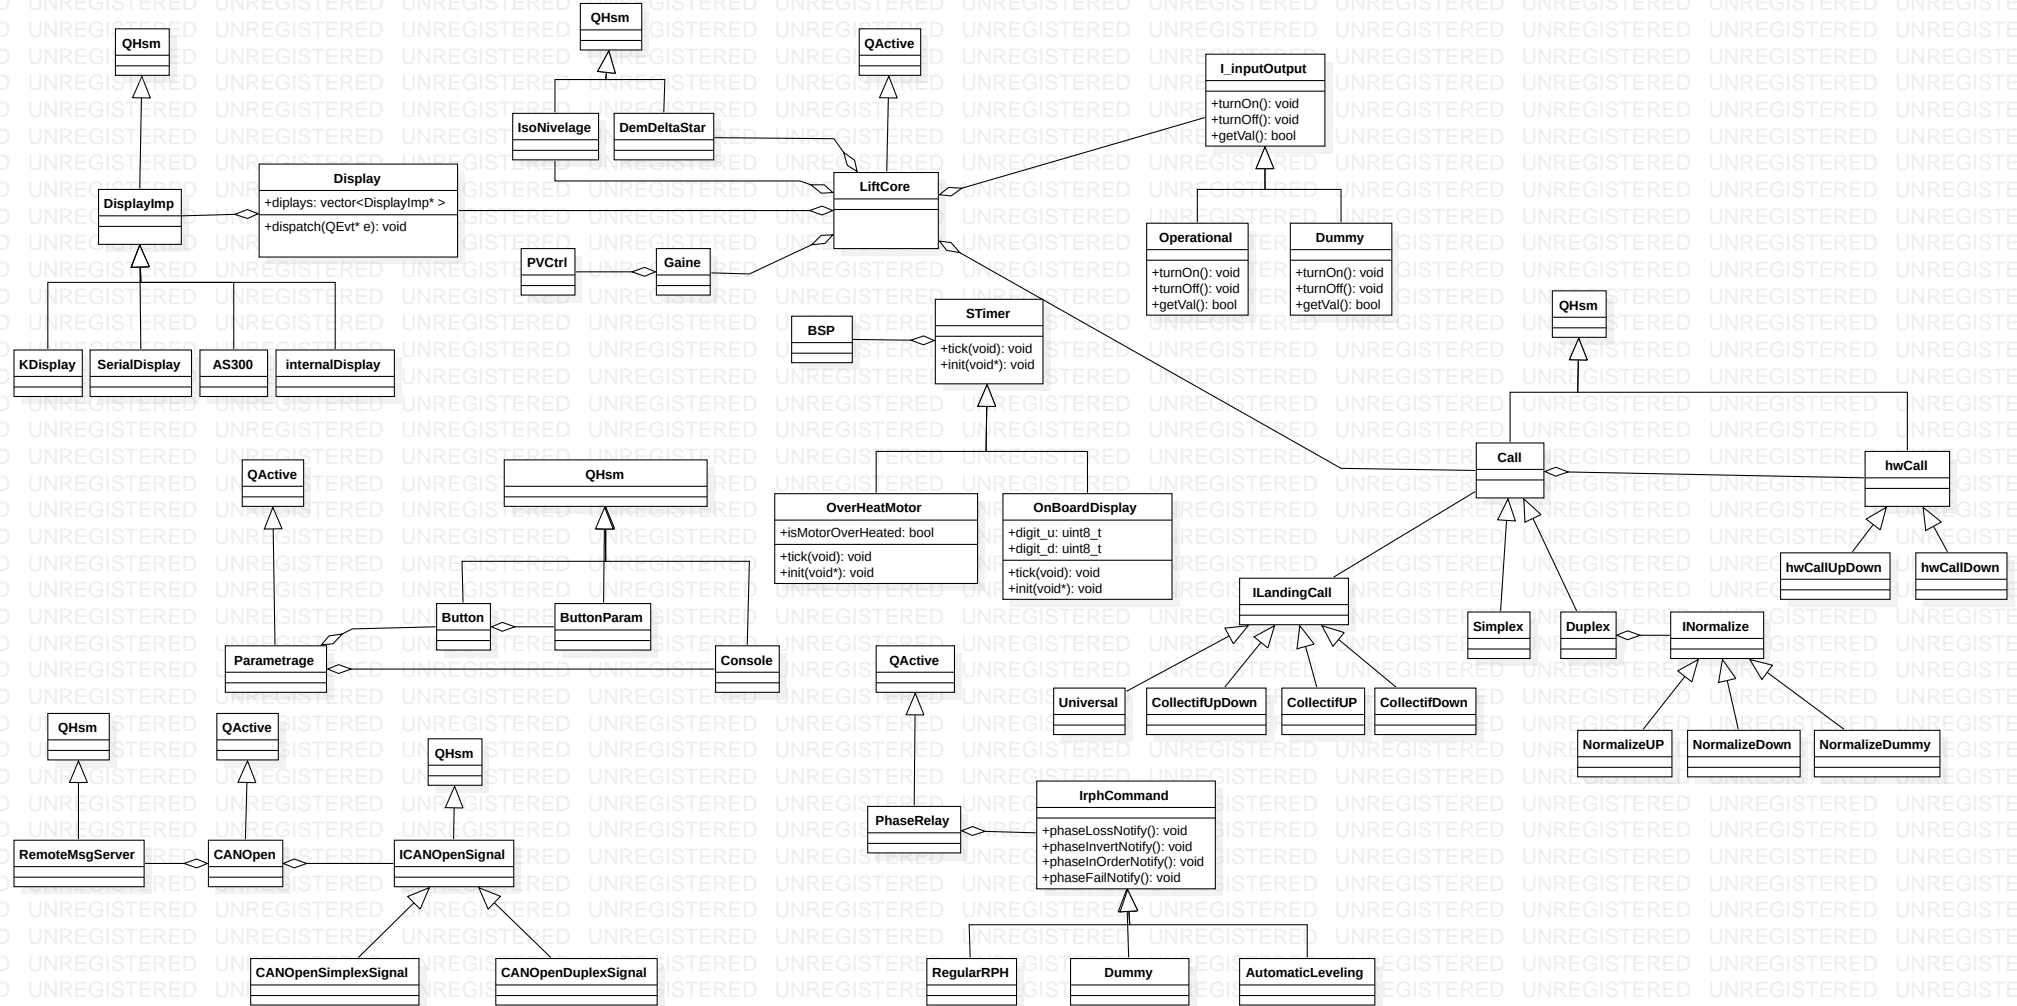 QHsm
QHsm
QActive
I_inputOutput
+turnOn(): void
+turnOff(): void
+getVal(): bool
IsoNivelage
DemDeltaStar
Display
+diplays: vector<DisplayImp* >
+dispatch(QEvt* e): void
DisplayImp
LiftCore
Operational
+turnOn(): void
+turnOff(): void
+getVal(): bool
Dummy
+turnOn(): void
+turnOff(): void
+getVal(): bool
PVCtrl
Gaine
KDisplay
SerialDisplay
AS300
internalDisplay
BSP
STimer
+tick(void): void
+init(void*): void
QHsm
Call
hwCall
QActive
QHsm
OverHeatMotor
+isMotorOverHeated: bool
+tick(void): void
+init(void*): void
OnBoardDisplay
+digit_u: uint8_t
+digit_d: uint8_t
+tick(void): void
+init(void*): void
hwCallUpDown
hwCallDown
ILandingCall
Button
ButtonParam
Simplex
Duplex
INormalize
Parametrage
Console
QActive
Universal
CollectifUpDown
CollectifUP
CollectifDown
QHsm
QActive
QHsm
NormalizeUP
NormalizeDown
NormalizeDummy
PhaseRelay
IrphCommand
+phaseLossNotify(): void
+phaseInvertNotify(): void
+phaseInOrderNotify(): void
+phaseFailNotify(): void
RemoteMsgServer
CANOpen
ICANOpenSignal
CANOpenSimplexSignal
CANOpenDuplexSignal
RegularRPH
Dummy
AutomaticLeveling
UNREGISTERED